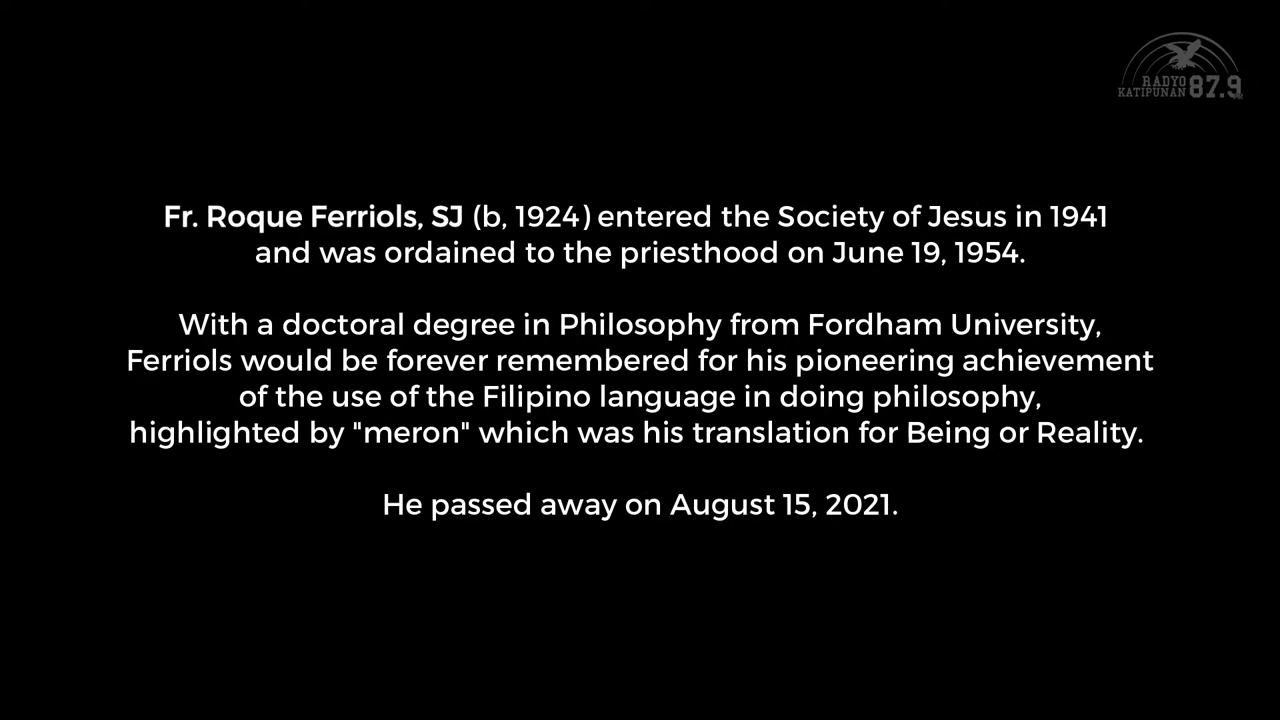 RADYO
KATIPUNAN 87.9
Fr. Roque Ferriols, SJ (b, 1924) entered the Society of Jesus in 1941
and was ordained to the priesthood on June 19, 1954.
With a doctoral degree in Philosophy from Fordham University,
Ferriols would be forever remembered for his pioneering achievement
of the use of the Filipino language in doing philosophy,
highlighted by "meron" which was his translation for Being or Reality.
He passed away on August 15, 2021.